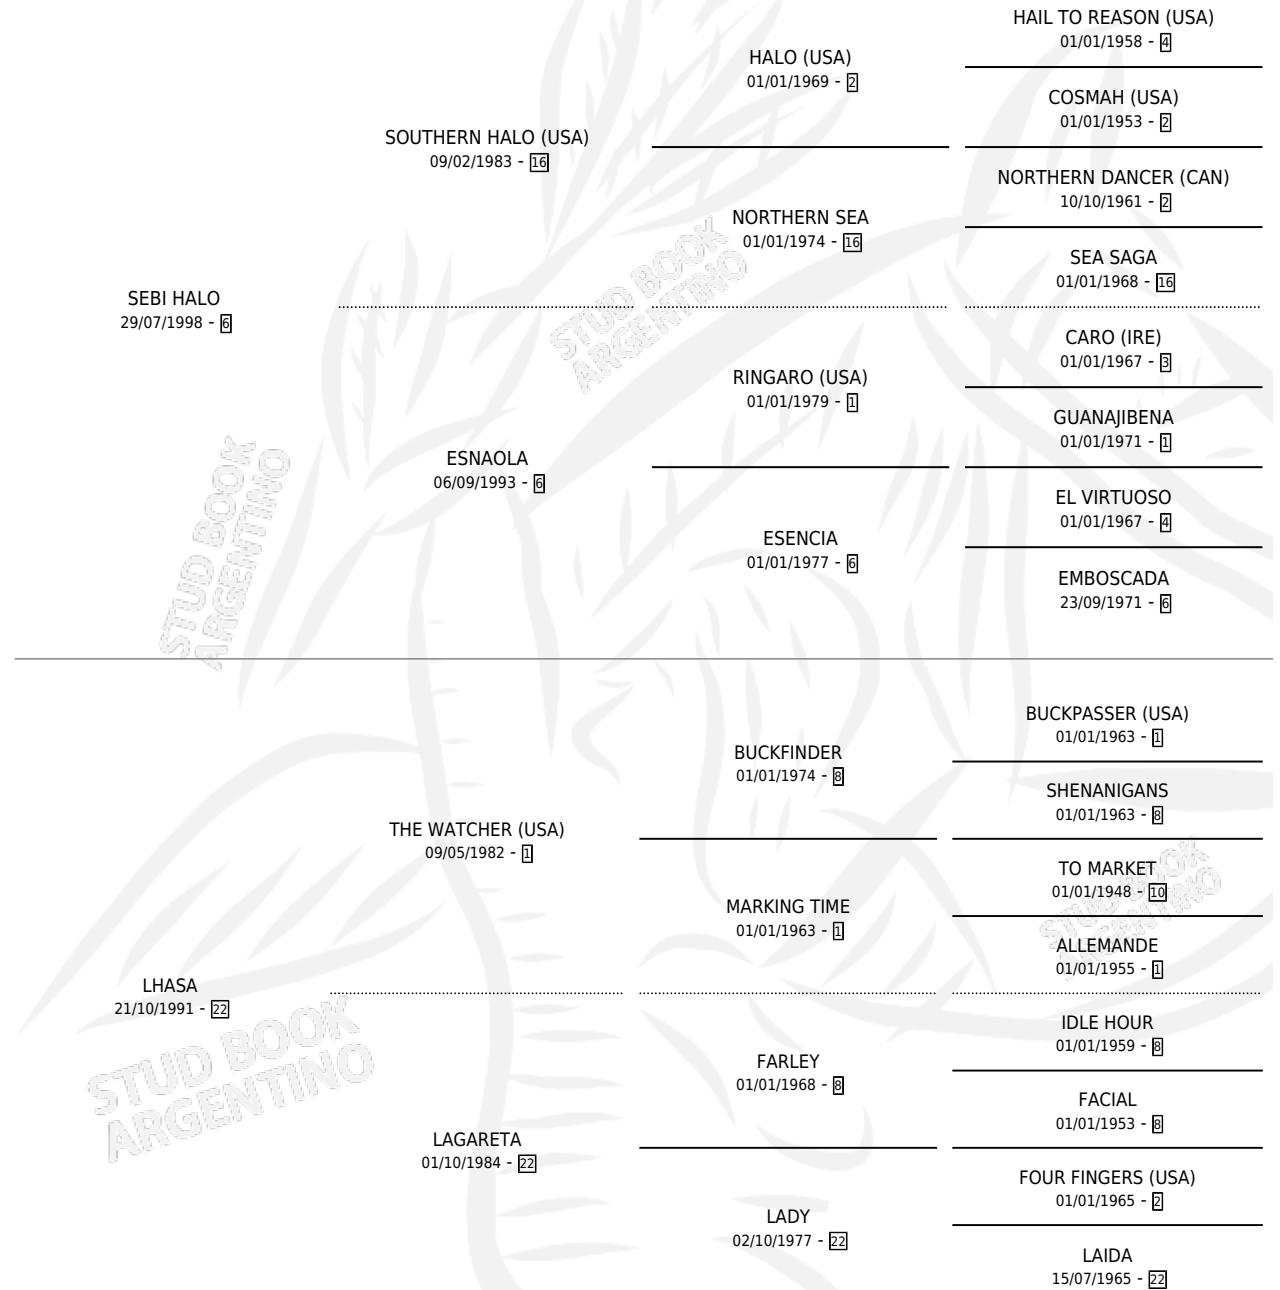 HAIL TO REASON (USA)
01/01/1958 - 4
HALO (USA)
01/01/1969 - 2
COSMAH (USA)
01/01/1953 - 2
SOUTHERN HALO (USA)
09/02/1983 - 16
NORTHERN DANCER (CAN)
10/10/1961 - 2
NORTHERN SEA
01/01/1974 - 16
SEA SAGA
01/01/1968 - 16
SEBI HALO
29/07/1998 - 6
CARO (IRE)
01/01/1967 - 3
RINGARO (USA)
01/01/1979 - 1
GUANAJIBENA
01/01/1971 - 1
ESNAOLA
06/09/1993 - 6
EL VIRTUOSO
01/01/1967 - 4
ESENCIA
01/01/1977 - 6
EMBOSCADA
23/09/1971 - 6
BUCKPASSER (USA)
01/01/1963 - 1
BUCKFINDER
01/01/1974 - 8
SHENANIGANS
01/01/1963 - 8
THE WATCHER (USA)
09/05/1982 - 1
TO MARKET
01/01/1948 - 10
MARKING TIME
01/01/1963 - 1
ALLEMANDE
01/01/1955 - 1
LHASA
21/10/1991 - 22
IDLE HOUR
01/01/1959 - 8
FARLEY
01/01/1968 - 8
FACIAL
01/01/1953 - 8
LAGARETA
01/10/1984 - 22
FOUR FINGERS (USA)
01/01/1965 - 2
LADY
02/10/1977 - 22
LAIDA
15/07/1965 - 22
STUD BOOK
ARGENTINO
STUD BOOK
ARGENTINO
STUD BOOK
ARGENTINO
STUD BOOK
ARGENTINO